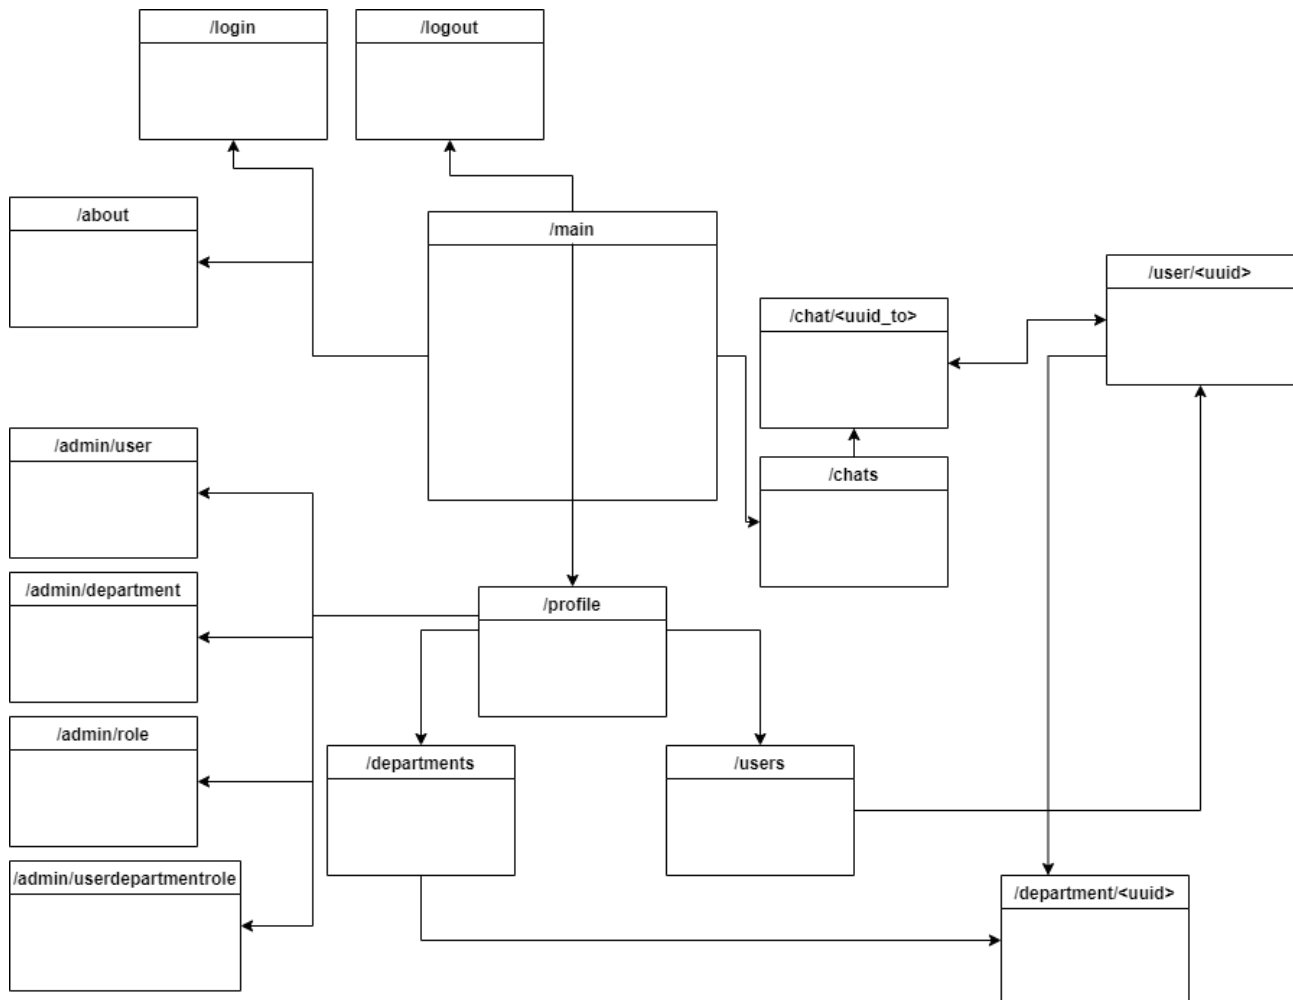 /login
/logout
/about
/main
/user/<uuid>
/chat/<uuid_to>
/admin/user
/chats
/admin/department
/profile
/admin/role
/departments
/users
/admin/userdepartmentrole
/department/<uuid>